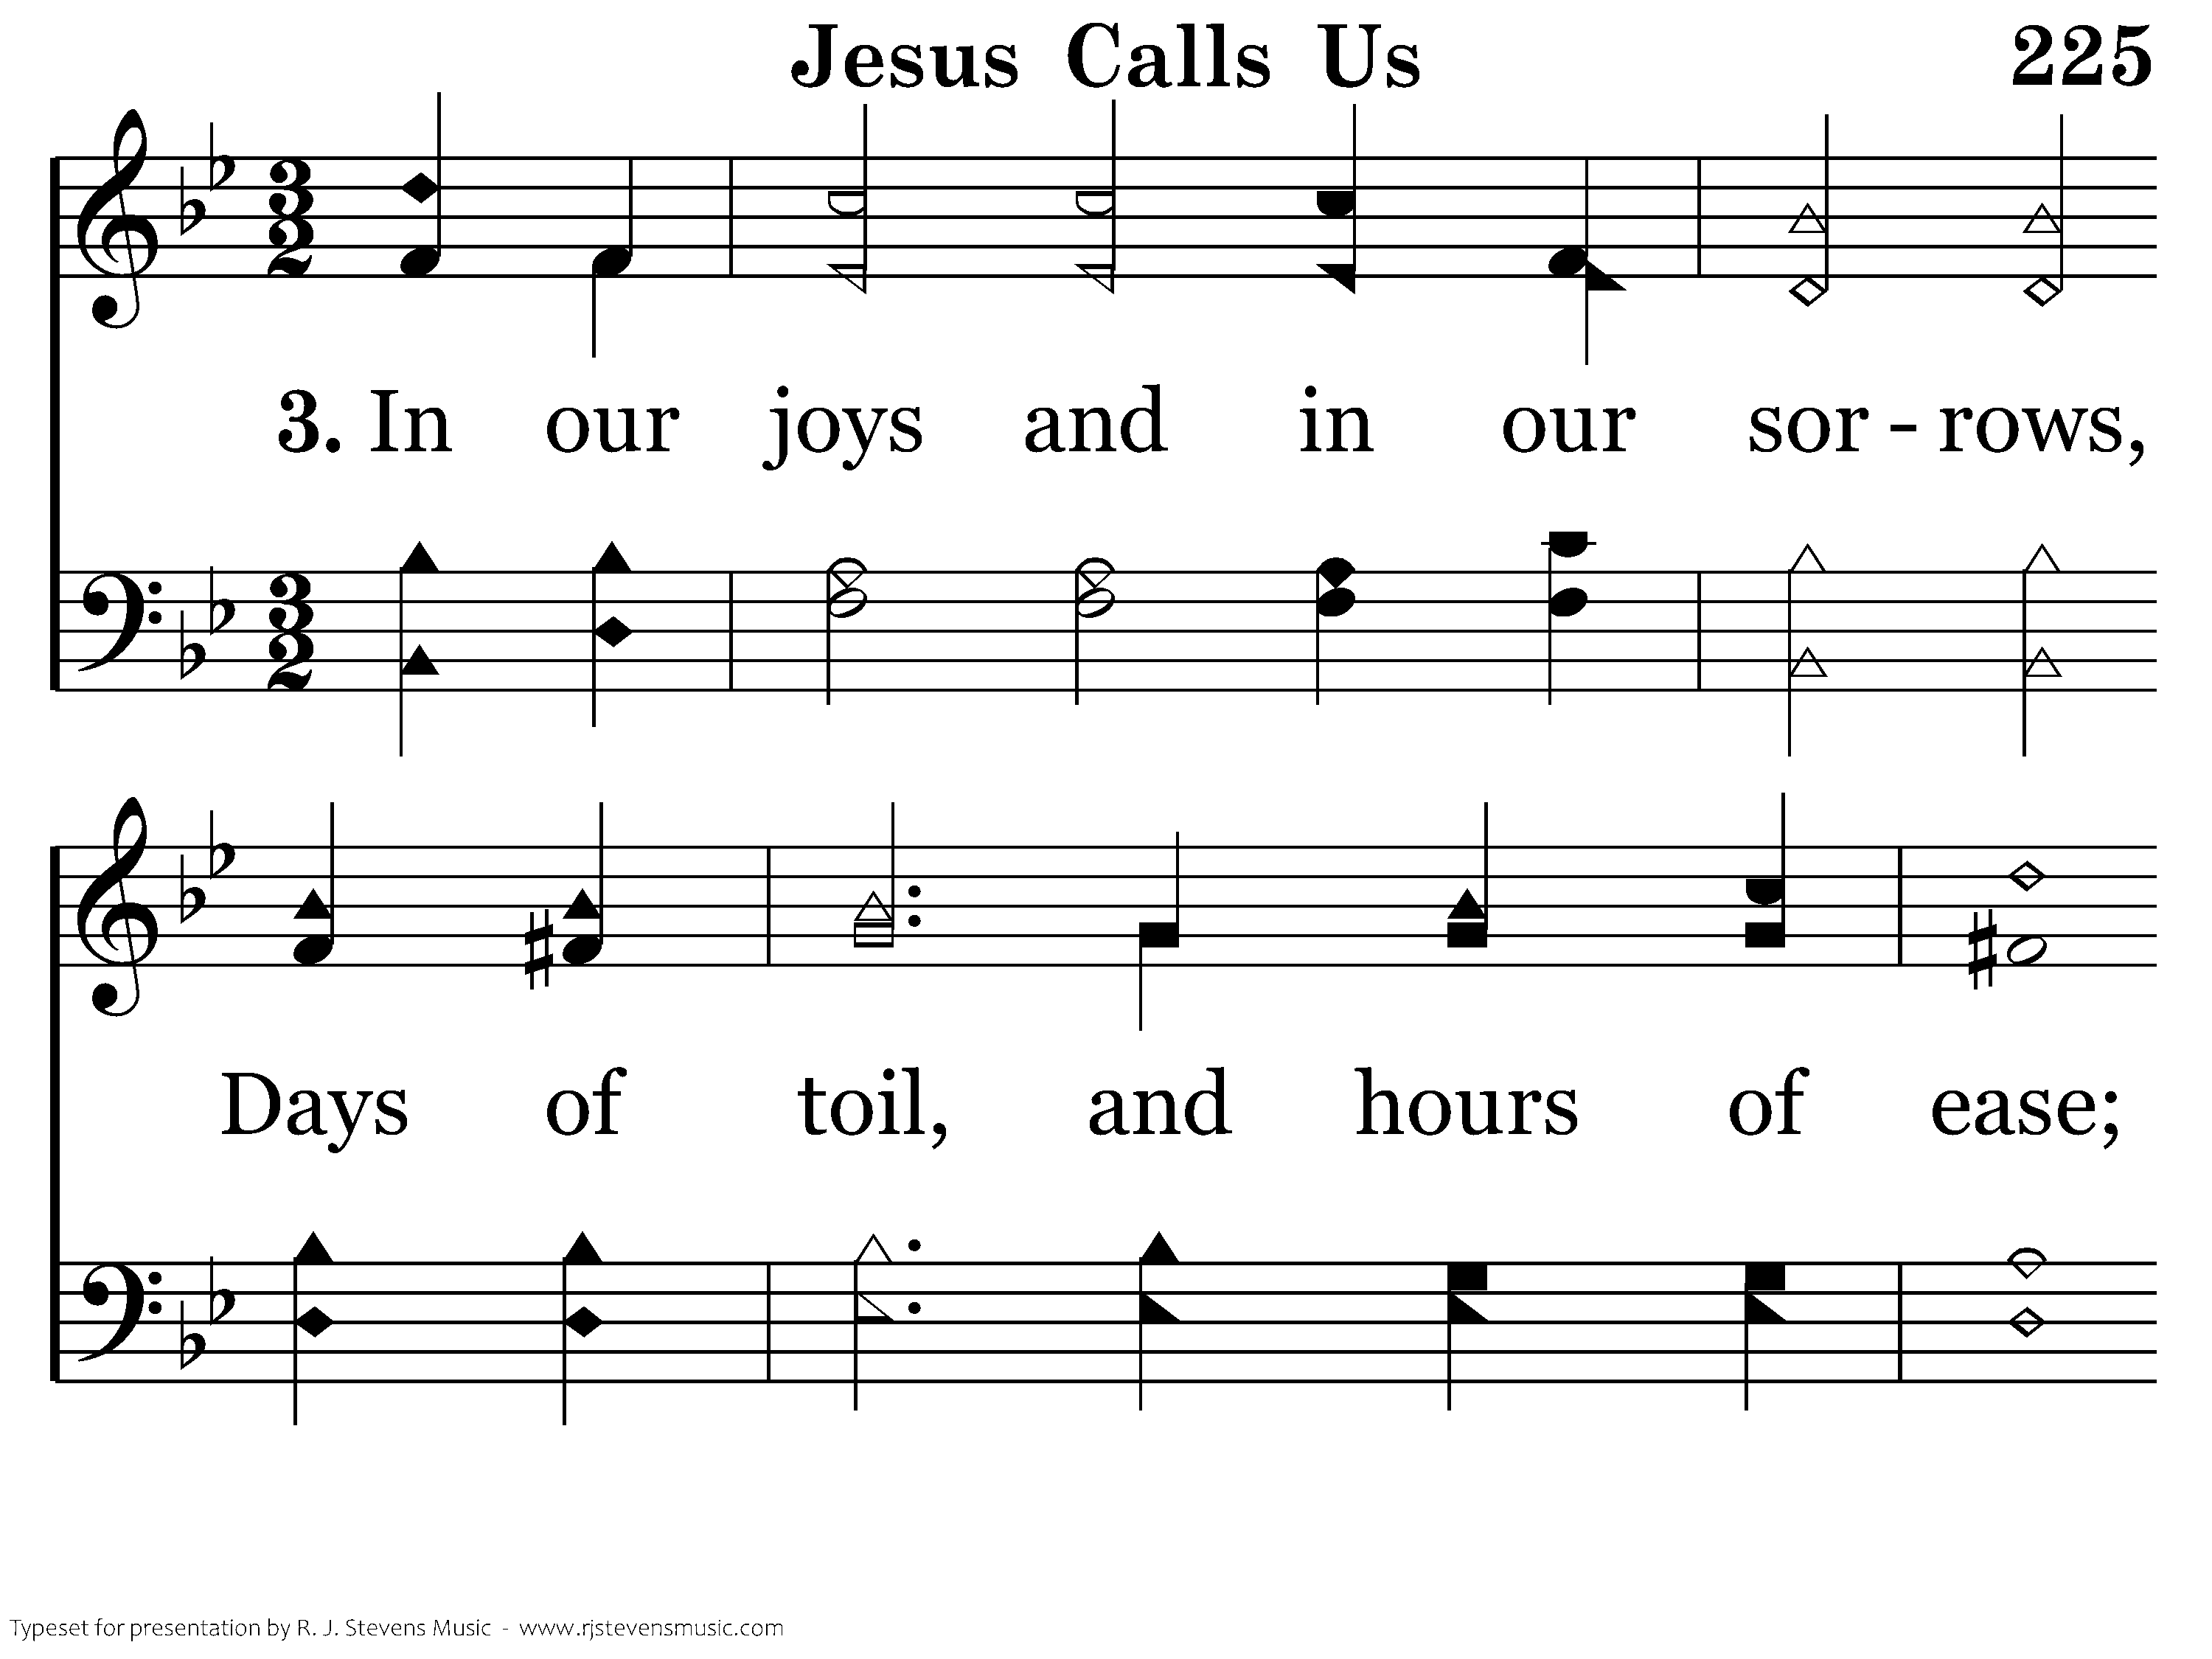 Jesus Calls Us 225
3. In our joys and in our sor - rows,
Days of toil, and hours of ease;
Typeset for presentation by R. J. Stevens Music - www.rjstevensmusic.com